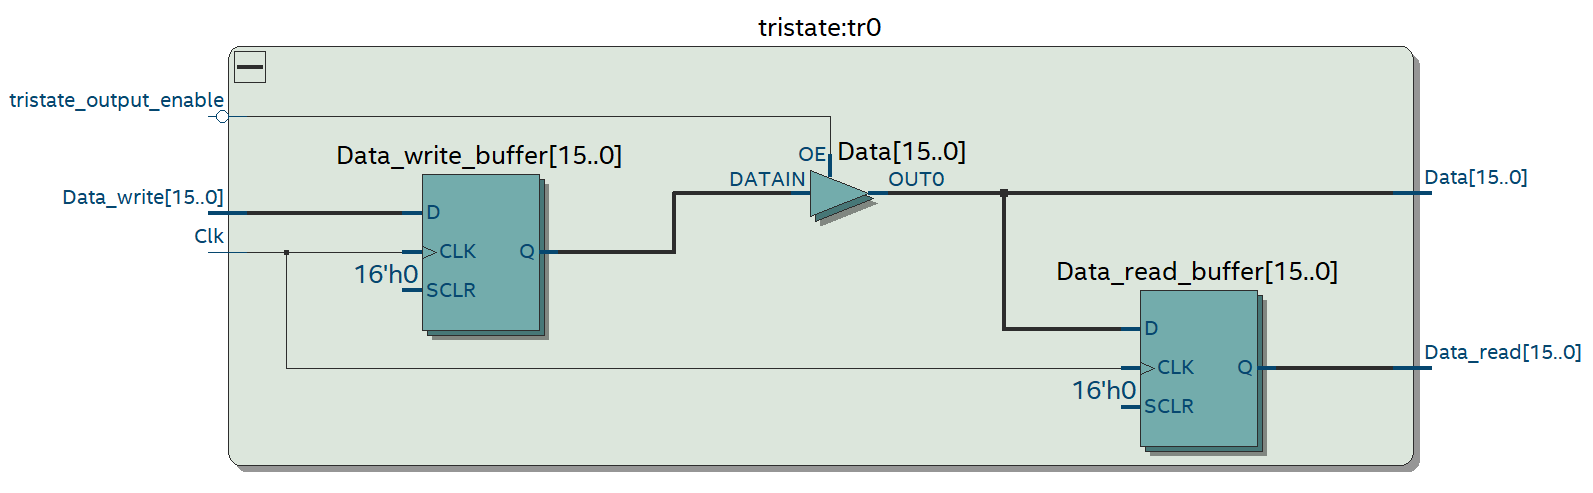 tristate:tr0
tristate_output_enable
Data_write_buffer[15..0]
OE
Data[15..0]
Data_write[15..0]
DATAIN
OUT0
Data[15..0]
D
Clk
CLK
Q
16'h0
SCLR
Data_read_buffer[15..0]
D
Data_read[15..0]
CLK
Q
16'h0
SCLR